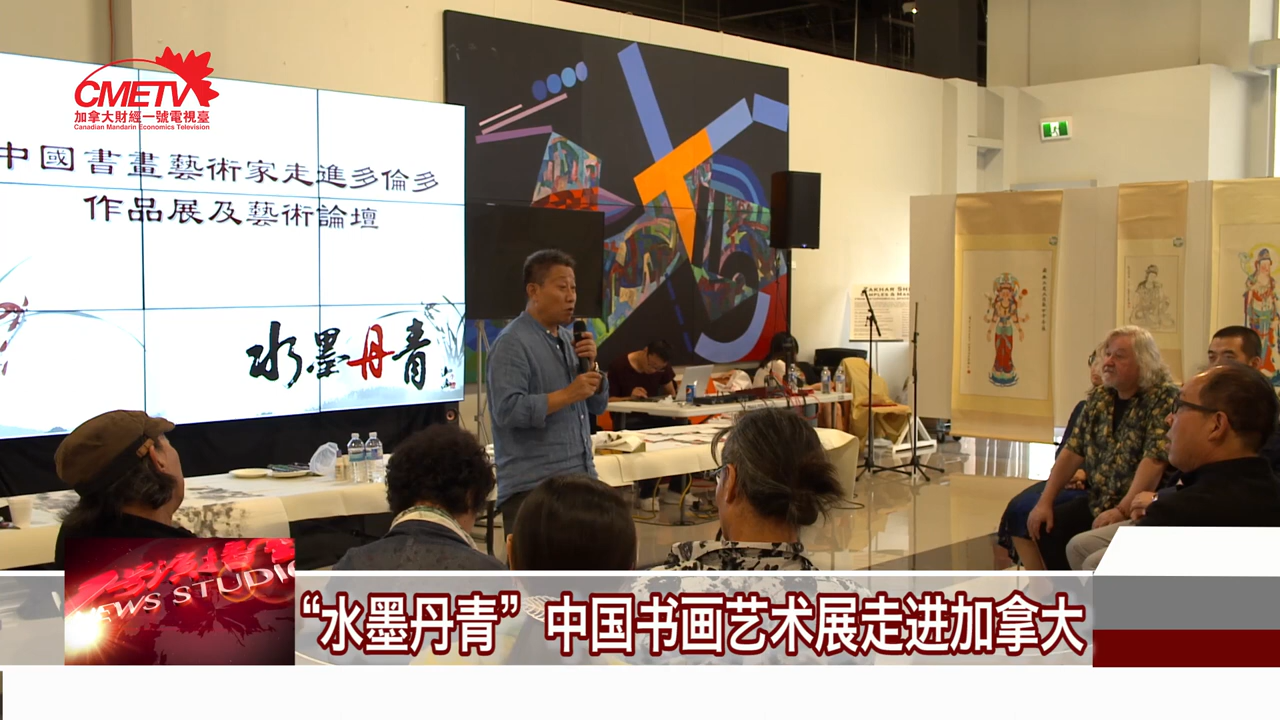 CMETV
加拿大財經一號電視臺
Canadian Mandarin Economics Television
中國書畫藝術家走進多倫多
作品展及藝術論壇
水墨丹青
NEWS STUDIO
“水墨丹青”中国书画艺术展走进加拿大